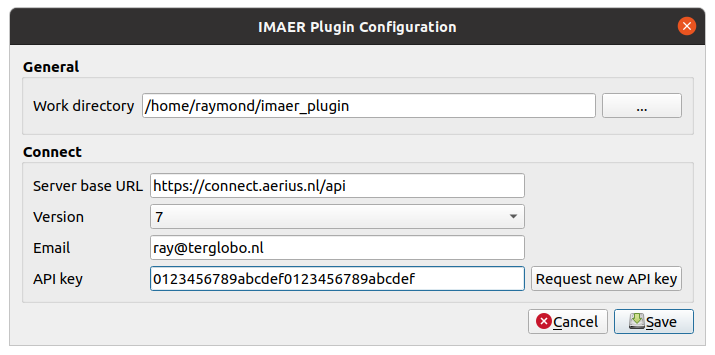 IMAER Plugin Configuration
General
Work directory /home/raymond/imaer_plugin ...
Connect
Server base URL https://connect.aerius.nl/api
Version 7
Email ray@terglobo.nl
API key 0123456789abcdef0123456789abcdef Request new API key
Cancel Save